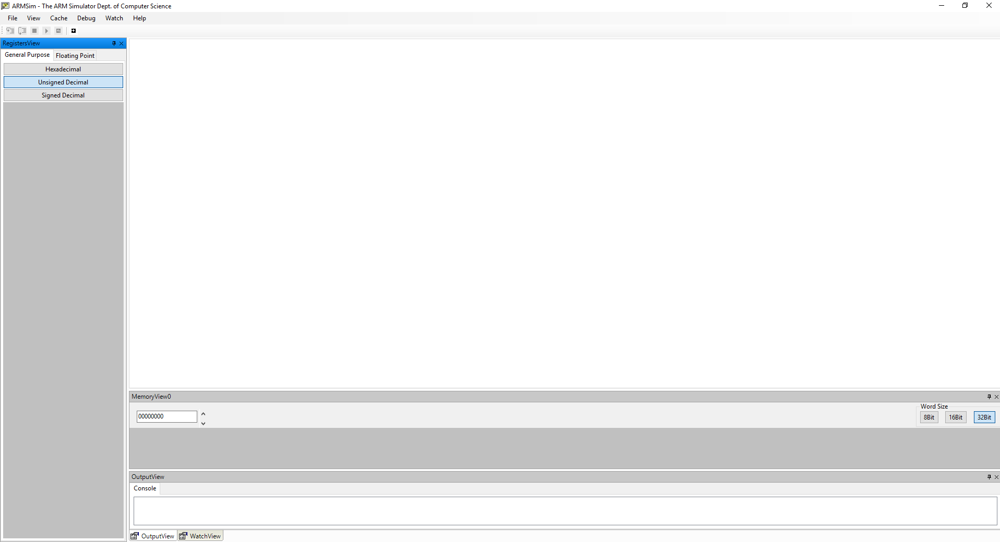 ARMSim - The ARM Simulator Dept. of Computer Science
File View Cache Debug Watch Help
RegistersView
General Purpose Floating Point
Hexadecimal
Unsigned Decimal
Signed Decimal
MemoryView0
00000000
Word Size
8Bit 16Bit 32Bit
OutputView
Console
OutputView WatchView